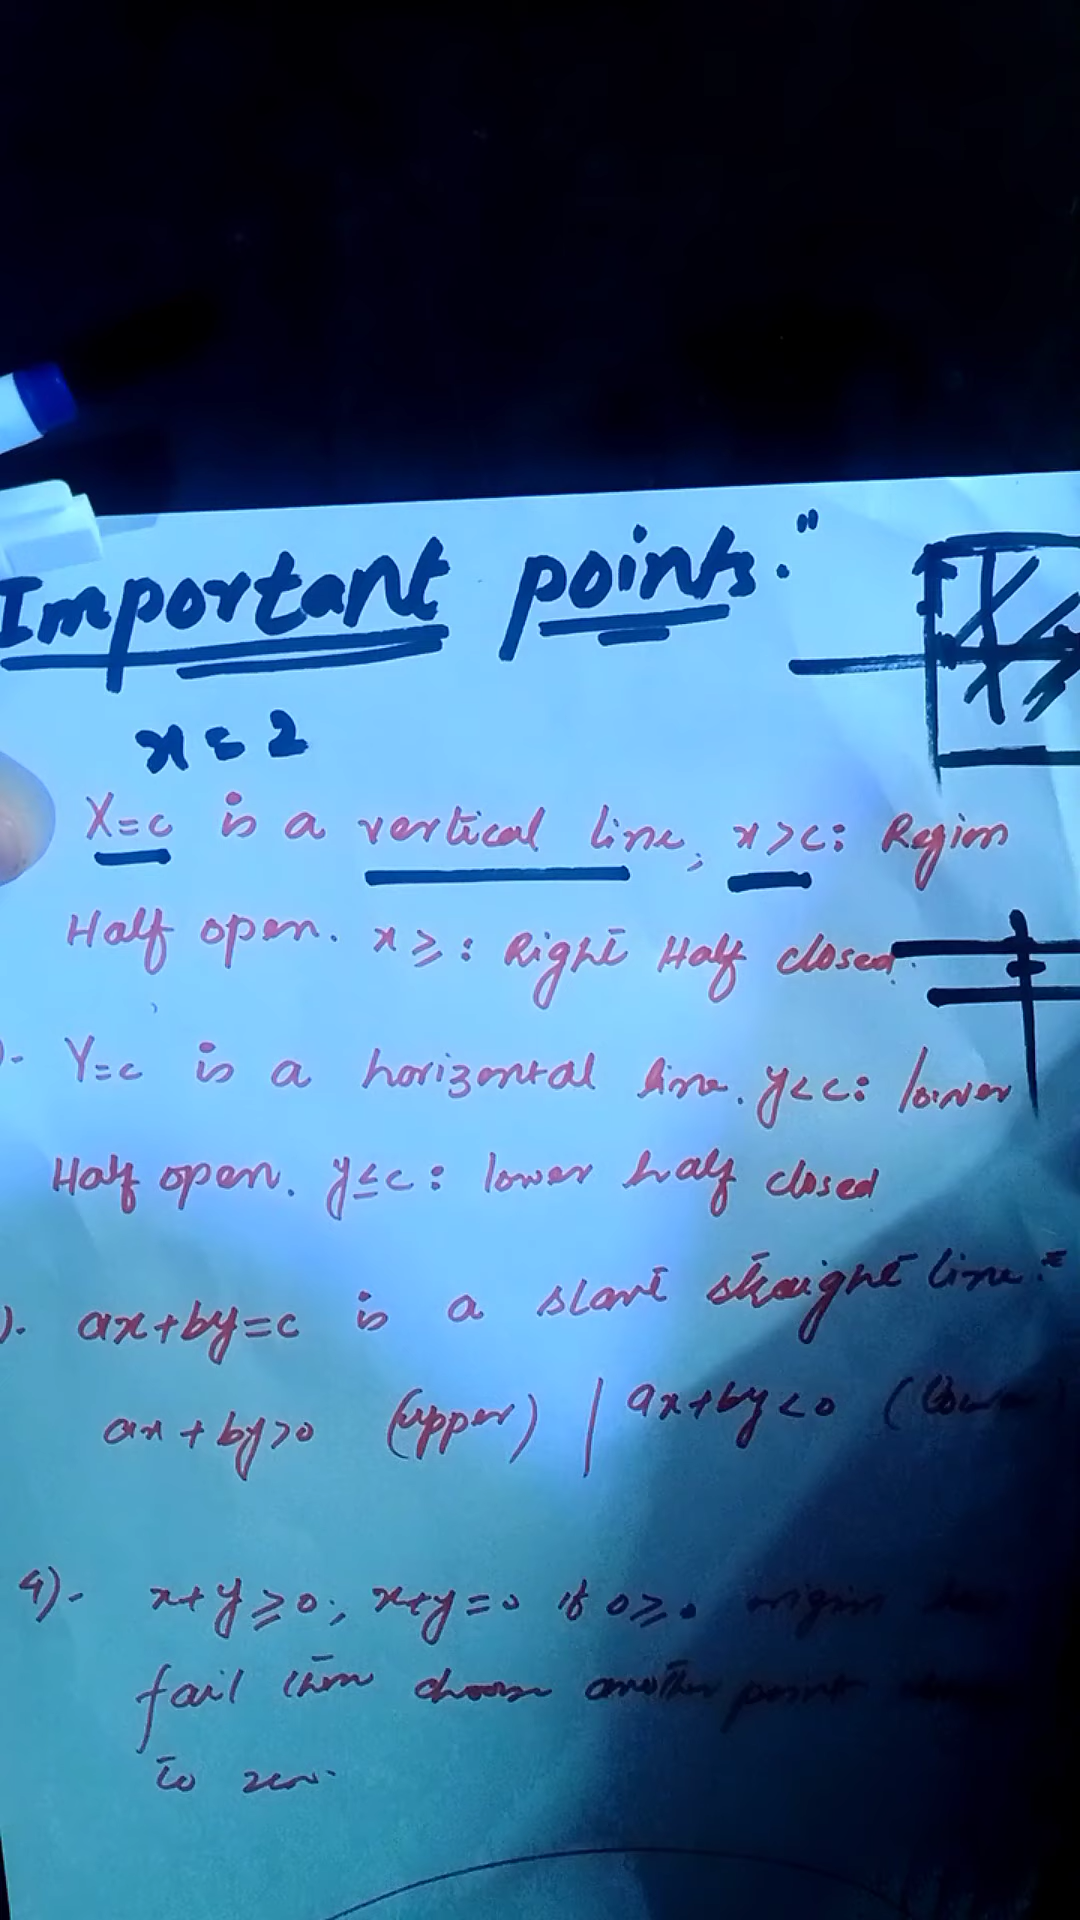 Important points."
x = 2
X=c is a vertical line, x>c: Region
Half open. x≥: Right Half closed.
)- Y=c is a horizontal line. y<c: lower
Half open. y≤c: lower half closed
). ax+by=c is a slant straight line."
ax+by>0 (upper) | ax+by<0 (
4)- x+y≥0; x+y=0 if 0≥0 origin
fail then choose another point
to zero.